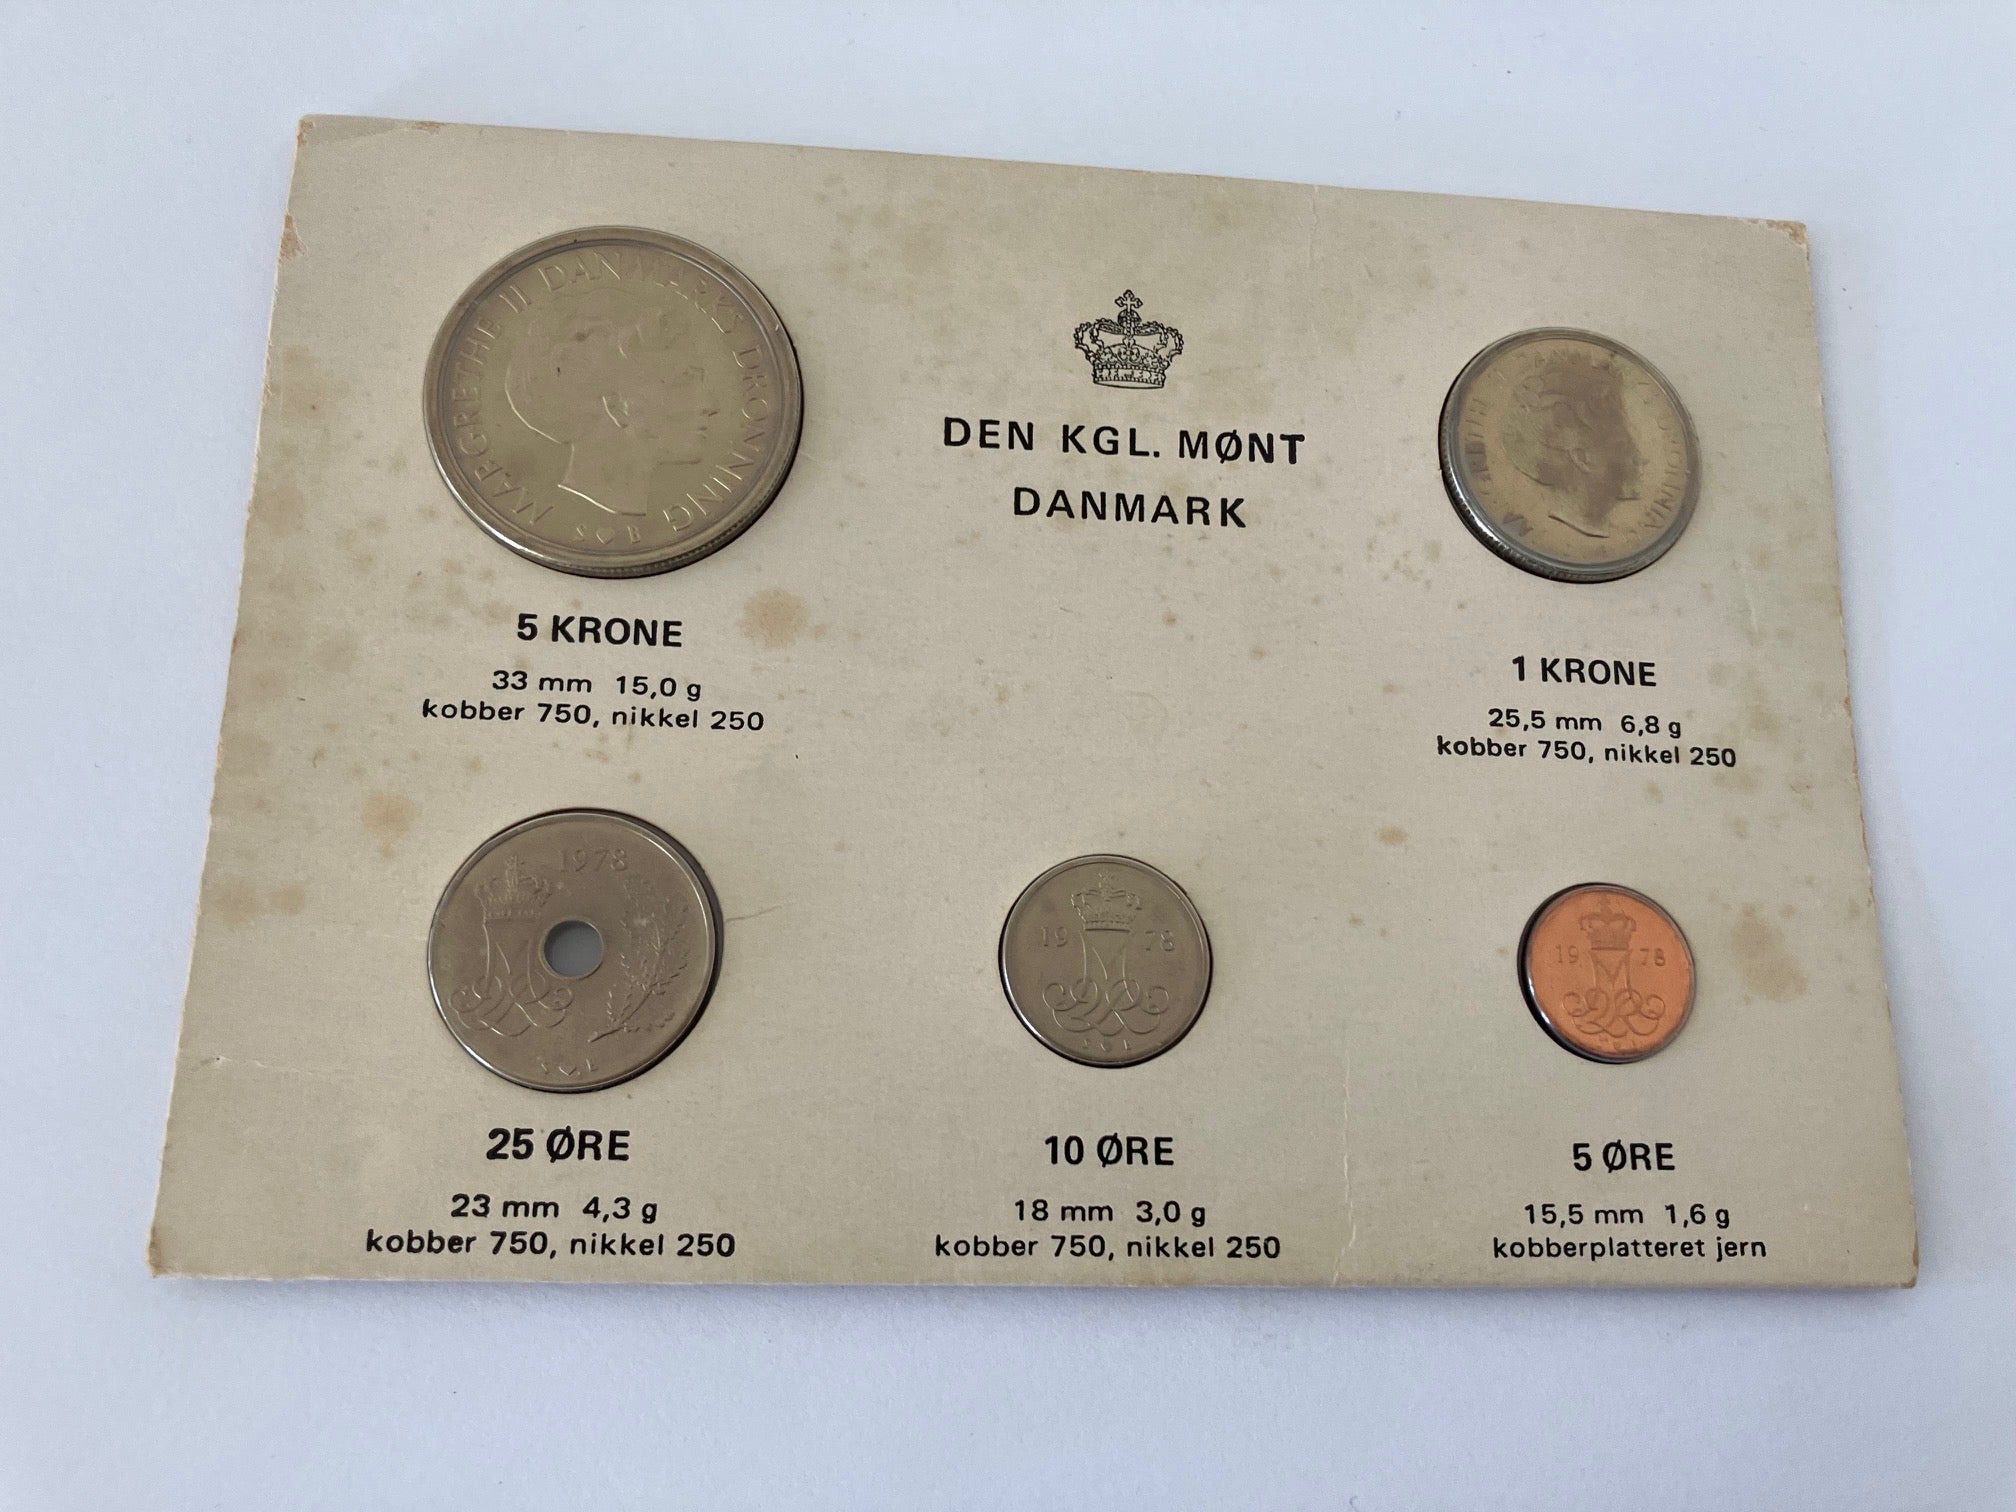 MARGRETHE II DANMARKS DRONNING
S ♡ B
DEN KGL. MØNT
DANMARK
5 KRONE
33 mm 15,0 g
kobber 750, nikkel 250
1 KRONE
25,5 mm 6,8 g
kobber 750, nikkel 250
1978
S ♡ B
19 78
S ♡ B
19 78
25 ØRE
23 mm 4,3 g
kobber 750, nikkel 250
10 ØRE
18 mm 3,0 g
kobber 750, nikkel 250
5 ØRE
15,5 mm 1,6 g
kobberplatteret jern